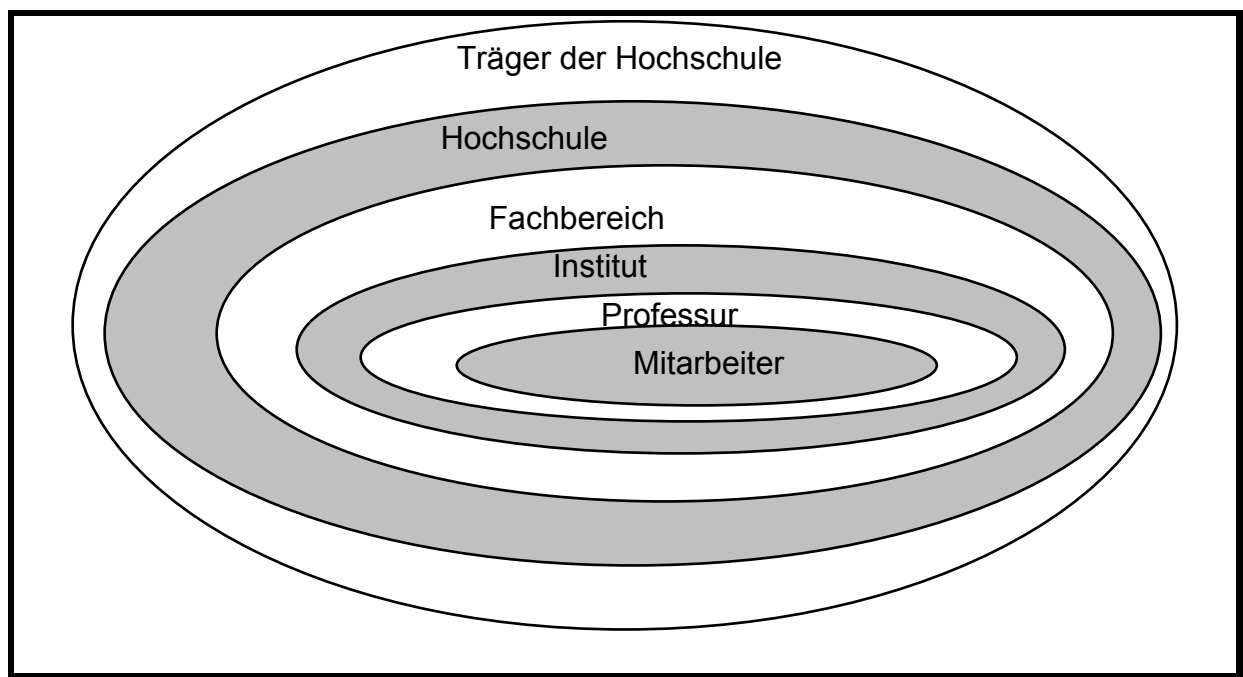 Träger der Hochschule
Hochschule
Fachbereich
Institut
Professur
Mitarbeiter